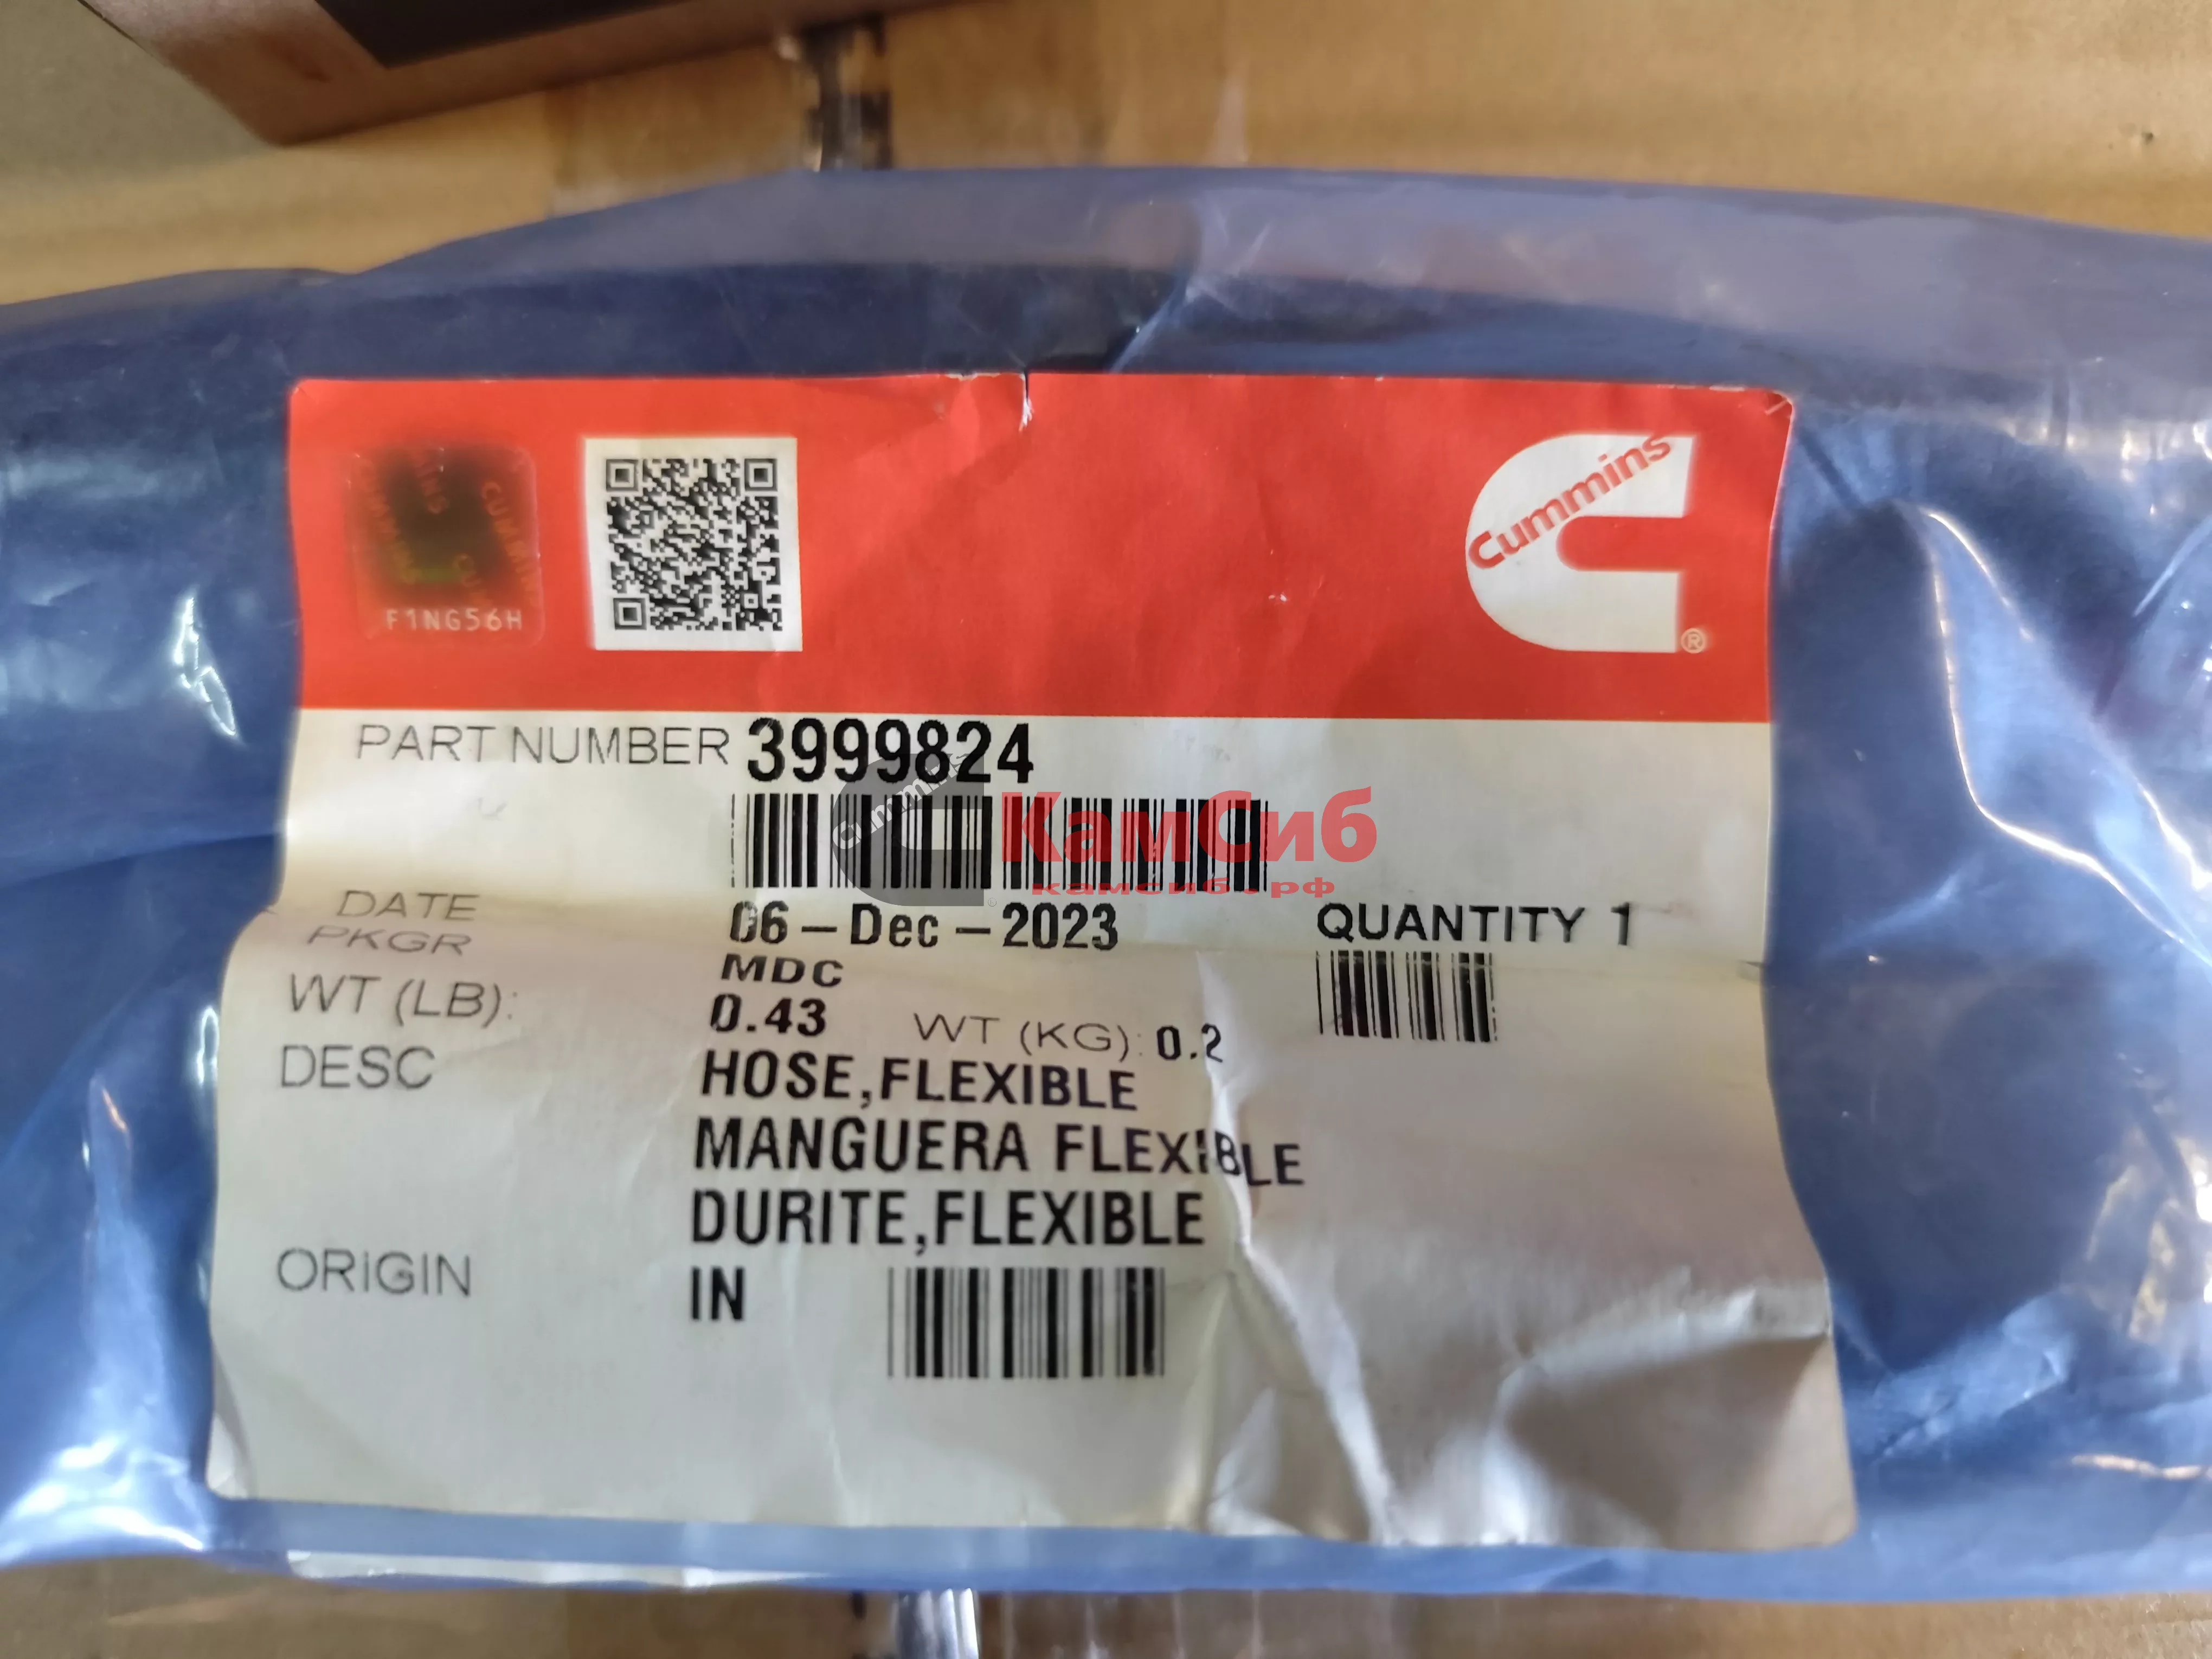 F1NG56H
Cummins
®
PART NUMBER 3999824
Cummins
КамСиб
камсиб.рф
DATE 06-Dec-2023 QUANTITY 1
PKGR MDC
WT (LB): 0.43 WT (KG): 0.2
DESC HOSE,FLEXIBLE
MANGUERA FLEXIBLE
DURITE,FLEXIBLE
ORIGIN IN